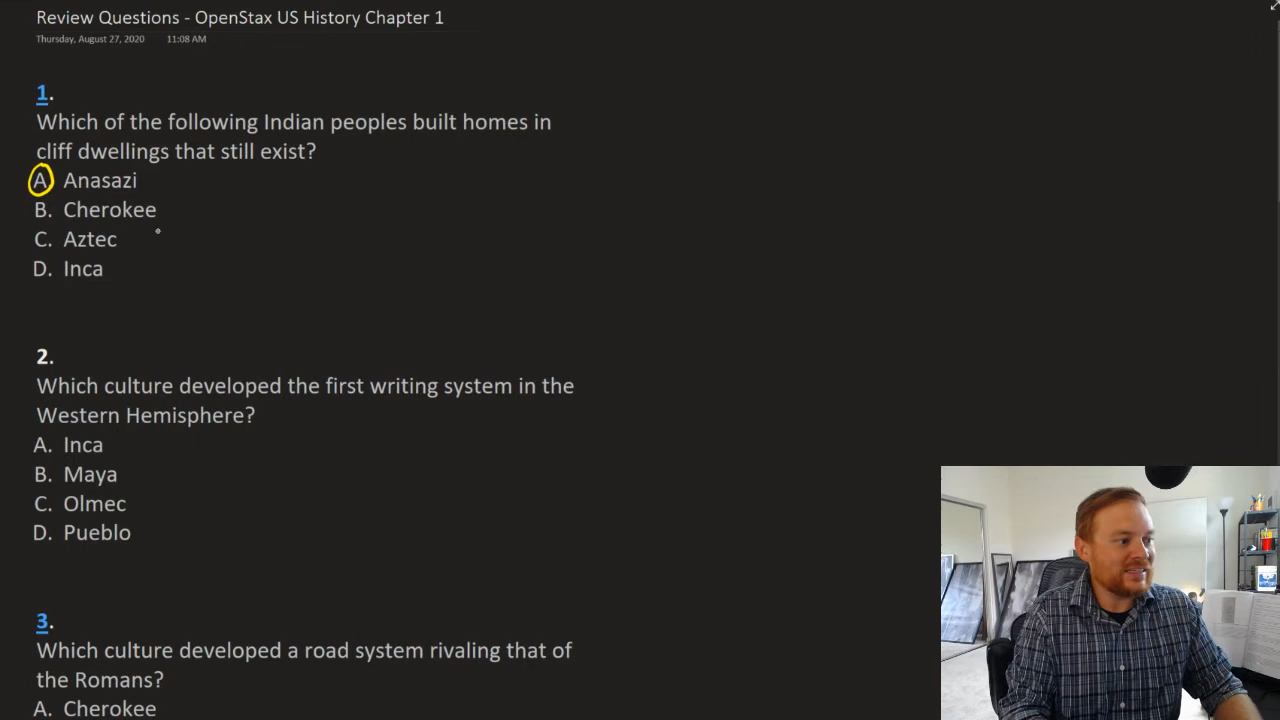 Review Questions - OpenStax US History Chapter 1
Thursday, August 27, 2020 11:08 AM
1.
Which of the following Indian peoples built homes in
cliff dwellings that still exist?
A. Anasazi
B. Cherokee
C. Aztec
D. Inca
2.
Which culture developed the first writing system in the
Western Hemisphere?
A. Inca
B. Maya
C. Olmec
D. Pueblo
3.
Which culture developed a road system rivaling that of
the Romans?
A. Cherokee